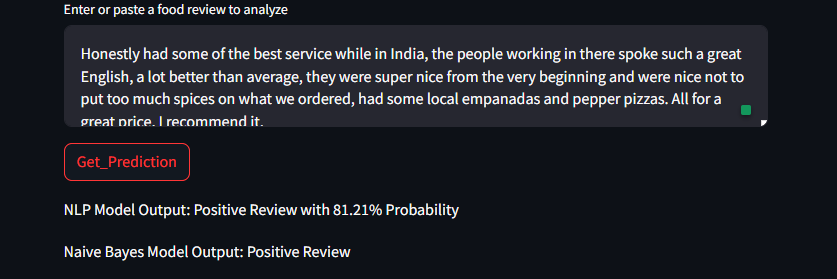 Enter or paste a food review to analyze
Honestly had some of the best service while in India, the people working in there spoke such a great
English, a lot better than average, they were super nice from the very beginning and were nice not to
put too much spices on what we ordered, had some local empanadas and pepper pizzas. All for a
great price. I recommend it.
Get_Prediction
NLP Model Output: Positive Review with 81.21% Probability
Naive Bayes Model Output: Positive Review